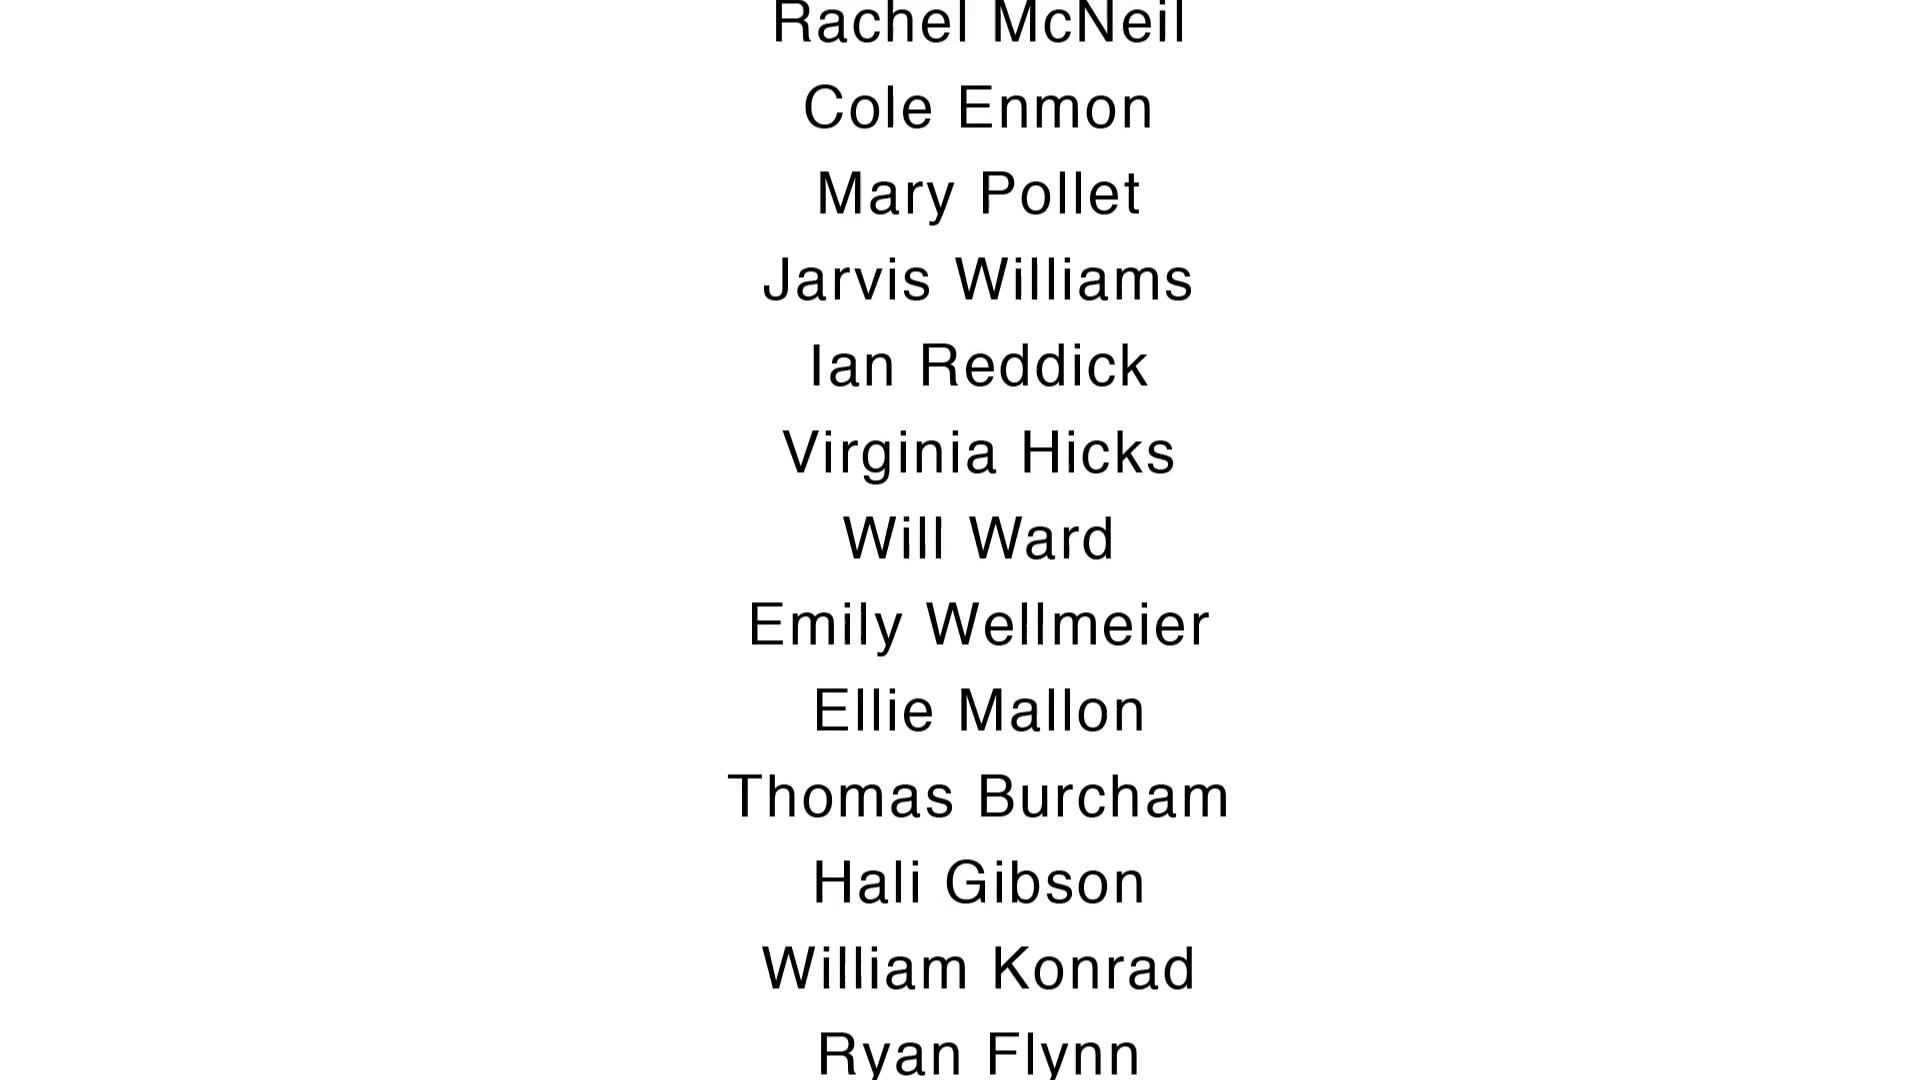 Rachel McNeil
Cole Enmon
Mary Pollet
Jarvis Williams
Ian Reddick
Virginia Hicks
Will Ward
Emily Wellmeier
Ellie Mallon
Thomas Burcham
Hali Gibson
William Konrad
Ryan Flynn